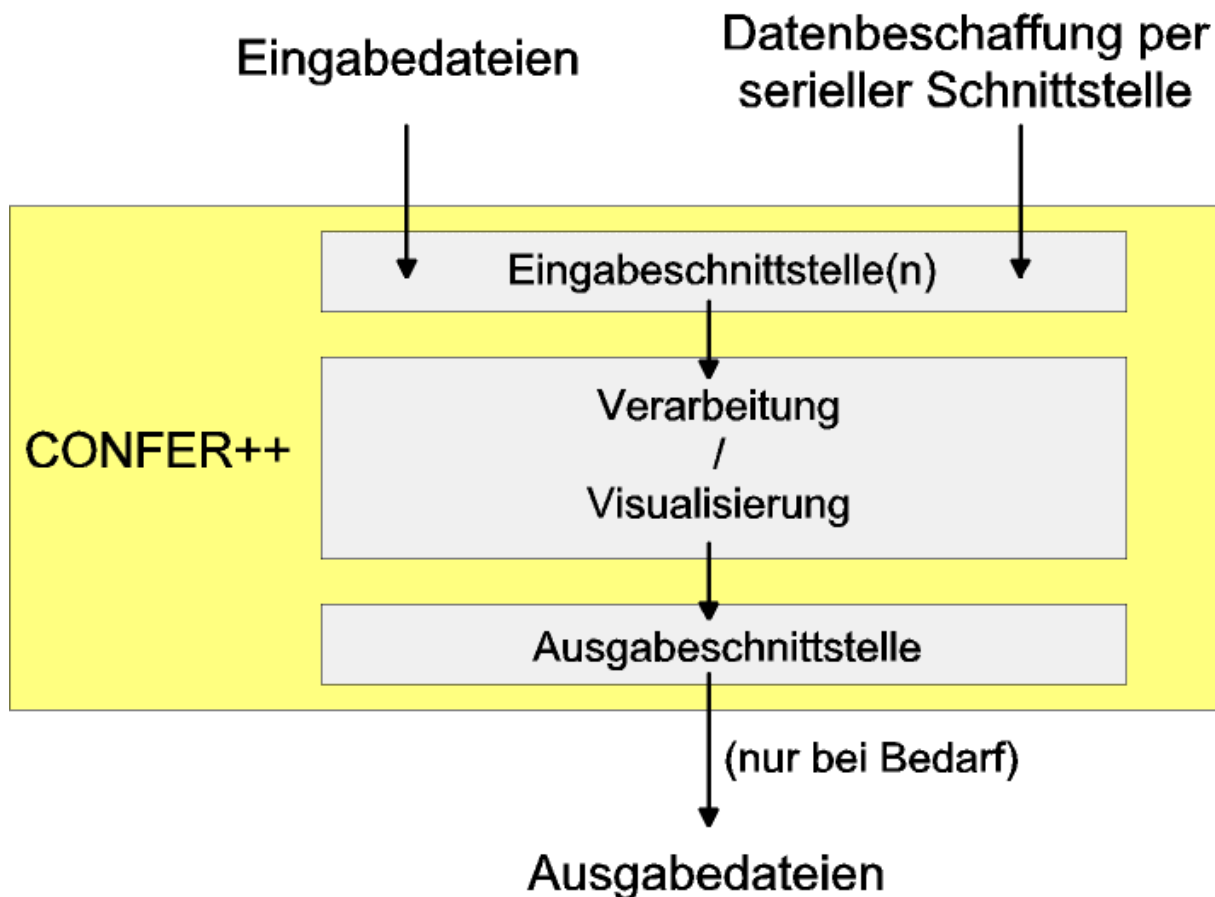 Eingabedateien
Datenbeschaffung per
serieller Schnittstelle
Eingabeschnittstelle(n)
CONFER++
Verarbeitung
/
Visualisierung
Ausgabeschnittstelle
(nur bei Bedarf)
Ausgabedateien